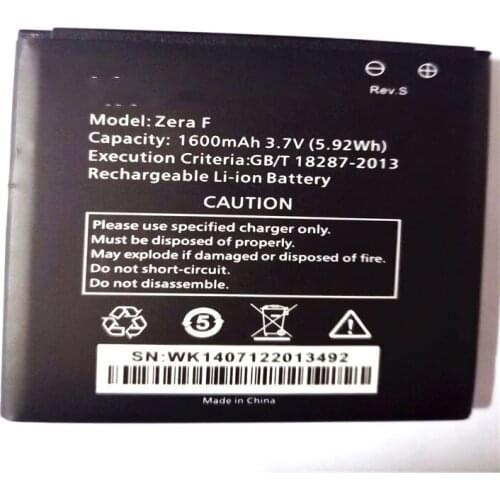 Rev.S
Model: Zera F
Capacity: 1600mAh 3.7V (5.92Wh)
Execution Criteria:GB/T 18287-2013
Rechargeable Li-ion Battery
CAUTION
Please use specified charger only.
Must be disposed of properly.
May explode if damaged or disposed of fire.
Do not short-circuit.
Do not disassemble.
5
SN:WK1407122013492
Made in China